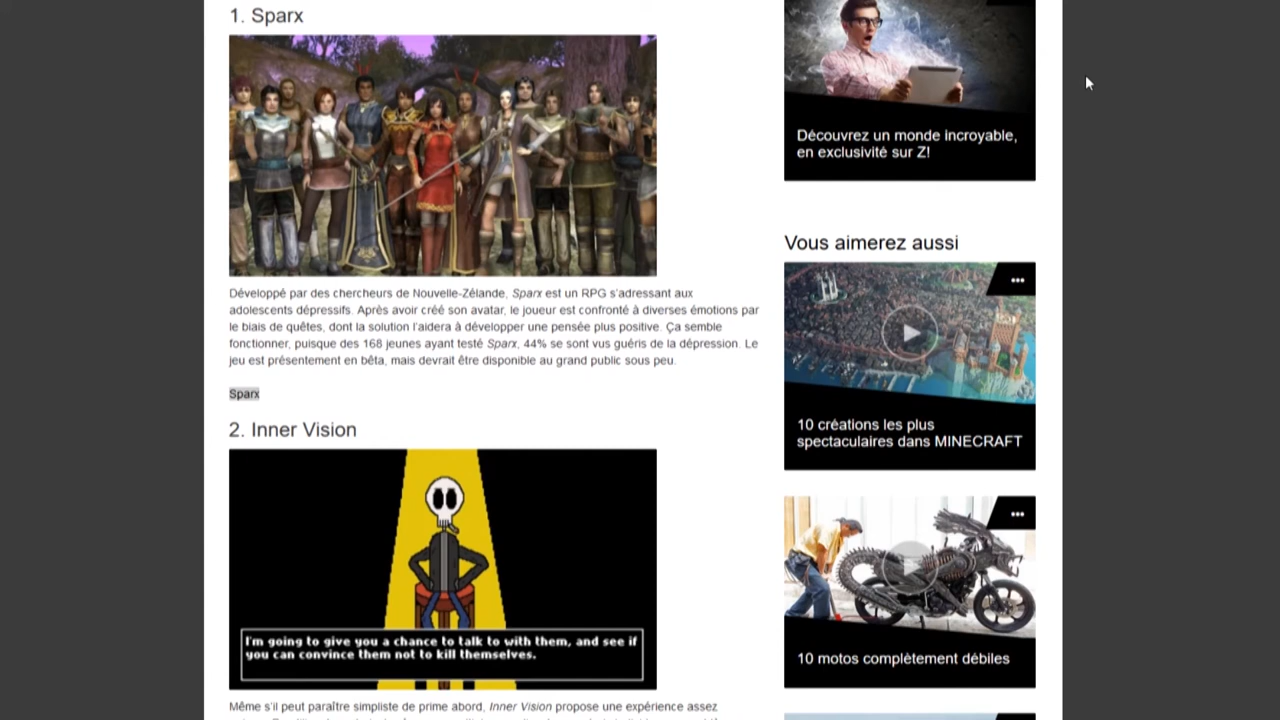 1. Sparx
Développé par des chercheurs de Nouvelle-Zélande, Sparx est un RPG s'adressant aux
adolescents dépressifs. Après avoir créé son avatar, le joueur est confronté à diverses émotions par
le biais de quêtes, dont la solution l'aidera à développer une pensée plus positive. Ça semble
fonctionner, puisque des 168 jeunes ayant testé Sparx, 44% se sont vus guéris de la dépression. Le
jeu est présentement en bêta, mais devrait être disponible au grand public sous peu.
Sparx
2. Inner Vision
I'm going to give you a chance to talk to with them, and see if
you can convince them not to kill themselves.
Même s'il peut paraître simpliste de prime abord, Inner Vision propose une expérience assez
Découvrez un monde incroyable,
en exclusivité sur Z!
Vous aimerez aussi
10 créations les plus
spectaculaires dans MINECRAFT
10 motos complètement débiles